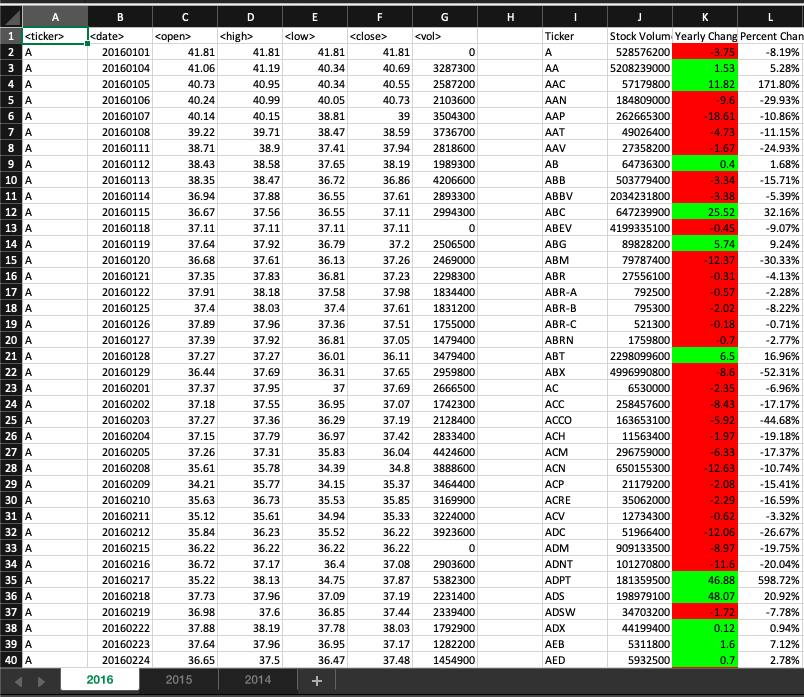 A B C D E F G H I J K L
1 <ticker> <date> <open> <high> <low> <close> <vol> Ticker Stock Volum Yearly Chang Percent Chan
2 A 20160101 41.81 41.81 41.81 41.81 0 A 528576200 -3.75 -8.19%
3 A 20160104 41.06 41.19 40.34 40.69 3287300 AA 5208239000 1.53 5.28%
4 A 20160105 40.73 40.95 40.34 40.55 2587200 AAC 57179800 11.82 171.80%
5 A 20160106 40.24 40.99 40.05 40.73 2103600 AAN 184809000 -9.6 -29.93%
6 A 20160107 40.14 40.15 38.81 39 3504300 AAP 262665300 -18.61 -10.86%
7 A 20160108 39.22 39.71 38.47 38.59 3736700 AAT 49026400 -4.73 -11.15%
8 A 20160111 38.71 38.9 37.41 37.94 2818600 AAV 27358200 -1.67 -24.93%
9 A 20160112 38.43 38.58 37.65 38.19 1989300 AB 64736300 0.4 1.68%
10 A 20160113 38.35 38.47 36.72 36.86 4206600 ABB 503779400 -3.34 -15.71%
11 A 20160114 36.94 37.88 36.55 37.61 2893300 ABBV 2034231800 -3.38 -5.39%
12 A 20160115 36.67 37.56 36.55 37.11 2994300 ABC 647239900 25.52 32.16%
13 A 20160118 37.11 37.11 37.11 37.11 0 ABEV 4199335100 -0.45 -9.07%
14 A 20160119 37.64 37.92 36.79 37.2 2506500 ABG 89828200 5.74 9.24%
15 A 20160120 36.68 37.61 36.13 37.26 2469000 ABM 79787400 -12.37 -30.33%
16 A 20160121 37.35 37.83 36.81 37.23 2298300 ABR 27556100 -0.31 -4.13%
17 A 20160122 37.91 38.18 37.58 37.98 1834400 ABR-A 792500 -0.57 -2.28%
18 A 20160125 37.4 38.03 37.4 37.61 1831200 ABR-B 795300 -2.02 -8.22%
19 A 20160126 37.89 37.96 37.36 37.51 1755000 ABR-C 521300 -0.18 -0.71%
20 A 20160127 37.39 37.92 36.81 37.05 1479400 ABRN 1759800 -0.7 -2.77%
21 A 20160128 37.27 37.27 36.01 36.11 3479400 ABT 2298099600 6.5 16.96%
22 A 20160129 36.44 37.69 36.31 37.65 2959800 ABX 4996990800 -8.6 -52.31%
23 A 20160201 37.37 37.95 37 37.69 2666500 AC 6530000 -2.35 -6.96%
24 A 20160202 37.18 37.55 36.95 37.07 1742300 ACC 258457600 -8.43 -17.17%
25 A 20160203 37.27 37.36 36.29 37.19 2128400 ACCO 163653100 -5.92 -44.68%
26 A 20160204 37.15 37.79 36.97 37.42 2833400 ACH 11563400 -1.97 -19.18%
27 A 20160205 37.26 37.31 35.83 36.04 4424600 ACM 296759000 -6.33 -17.37%
28 A 20160208 35.61 35.78 34.39 34.8 3888600 ACN 650155300 -12.63 -10.74%
29 A 20160209 34.21 35.77 34.15 35.37 3464400 ACP 21179200 -2.08 -15.41%
30 A 20160210 35.63 36.73 35.53 35.85 3169900 ACRE 35062000 -2.29 -16.59%
31 A 20160211 35.12 35.61 34.94 35.33 3224000 ACV 12734300 -0.62 -3.32%
32 A 20160212 35.84 36.23 35.52 36.22 3923600 ADC 51966400 -12.06 -26.67%
33 A 20160215 36.22 36.22 36.22 36.22 0 ADM 909133500 -8.97 -19.75%
34 A 20160216 36.72 37.17 36.4 37.08 2903600 ADNT 101270800 -11.6 -20.04%
35 A 20160217 35.22 38.13 34.75 37.87 5382300 ADPT 181359500 46.88 598.72%
36 A 20160218 37.73 37.96 37.09 37.19 2231400 ADS 198979100 48.07 20.92%
37 A 20160219 36.98 37.6 36.85 37.44 2339400 ADSW 34703200 -1.72 -7.78%
38 A 20160222 37.88 38.19 37.78 38.03 1792900 ADX 44199400 0.12 0.94%
39 A 20160223 37.64 37.96 36.95 37.17 1282200 AEB 5311800 1.6 7.12%
40 A 20160224 36.65 37.5 36.47 37.48 1454900 AED 5932500 0.7 2.78%
2016 2015 2014 +